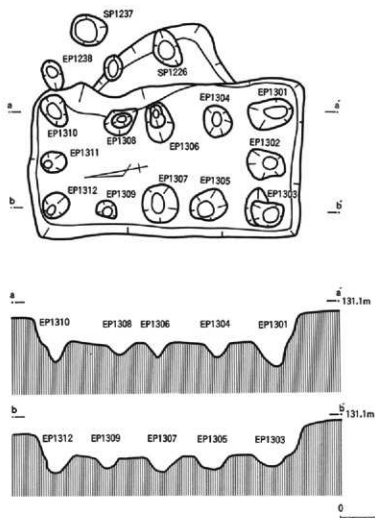 SP1237
EP1238
SP1226
EP1304
EP1301
a
a'
EP1310
EP1308
EP1306
EP1302
EP1311
EP1312
EP1309
EP1307
EP1305
EP1303
b
b'
a
a'
131.1m
EP1310
EP1308
EP1306
EP1304
EP1301
b
b'
131.1m
EP1312
EP1309
EP1307
EP1305
EP1303
0